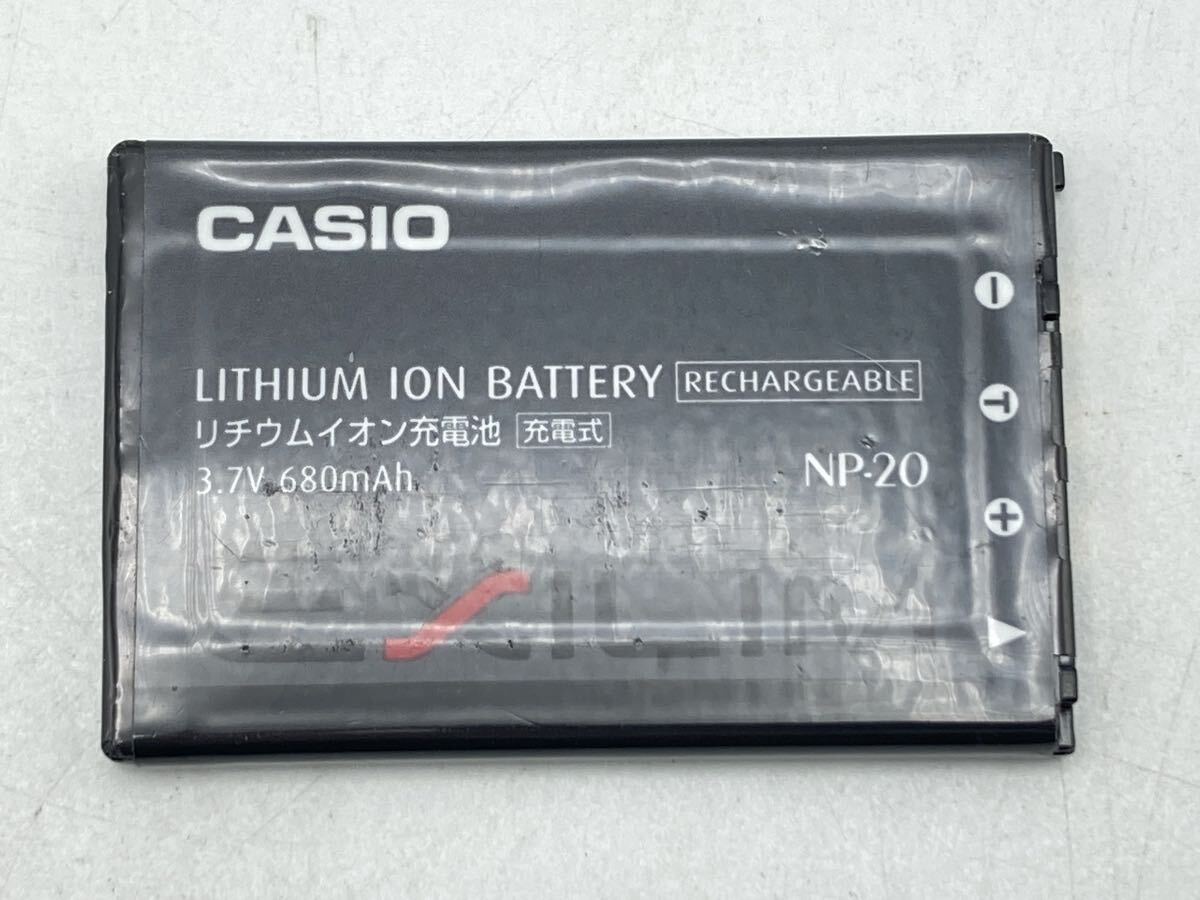 CASIO
LITHIUM ION BATTERY RECHARGEABLE
リチウムイオン充電池 充電式
3.7V 680mAh
NP-20
−
T
+
EXILIM